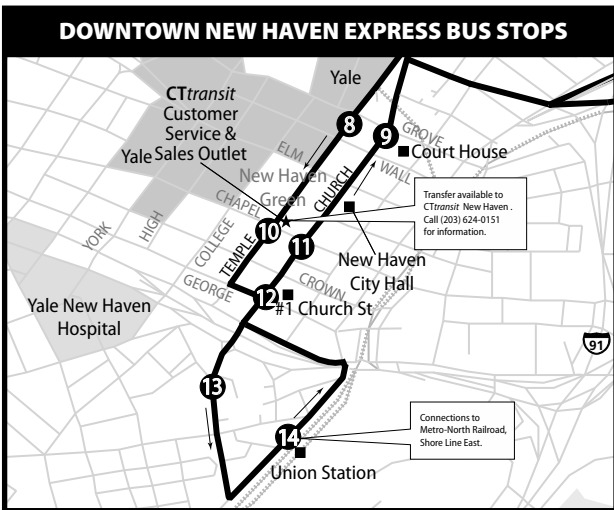 DOWNTOWN NEW HAVEN EXPRESS BUS STOPS
Yale
CTtransit
Customer
Service &
Sales Outlet
Yale
8
9
GROVE
Court House
ELM
WALL
New Haven
Green
CHURCH
CHAPEL
Transfer available to
CTtransit New Haven .
Call (203) 624-0151
for information.
YORK
HIGH
COLLEGE
TEMPLE
10
11
New Haven
City Hall
GEORGE
CROWN
12
#1 Church St
Yale New Haven
Hospital
91
13
Connections to
Metro-North Railroad,
Shore Line East.
14
Union Station